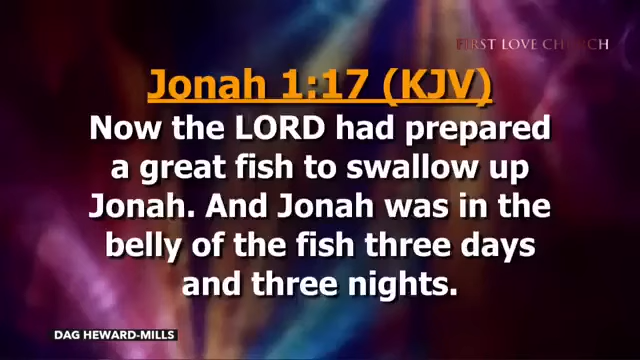 FIRST LOVE CHURCH
Jonah 1:17 (KJV)
Now the LORD had prepared
a great fish to swallow up
Jonah. And Jonah was in the
belly of the fish three days
and three nights.
DAG HEWARD-MILLS